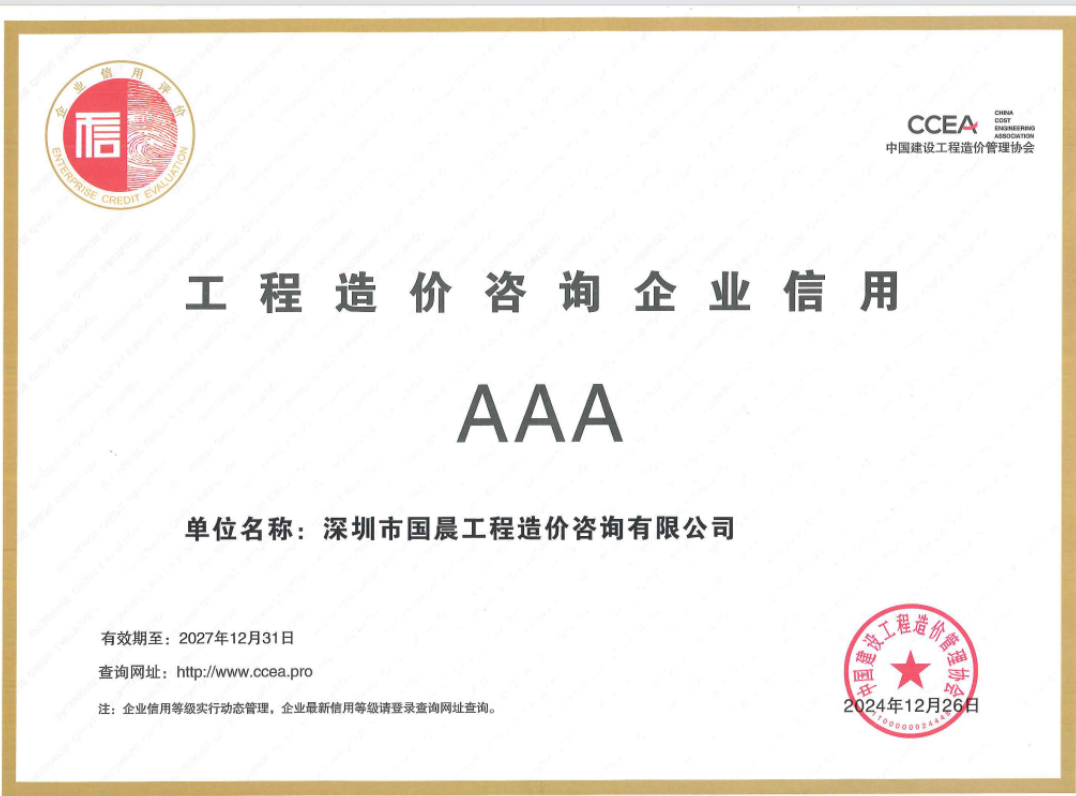 企业信用评价
信
ENTERPRISE CREDIT EVALUATION
CCEA
CHINA
COST
ENGINEERING
ASSOCIATION
中国建设工程造价管理协会
工程造价咨询企业信用
AAA
单位名称：深圳市国晨工程造价咨询有限公司
有效期至：2027年12月31日
查询网址：http://www.ccea.pro
注：企业信用等级实行动态管理，企业最新信用等级请登录查询网址查询。
中国建设工程造价管理协会
2024年12月26日